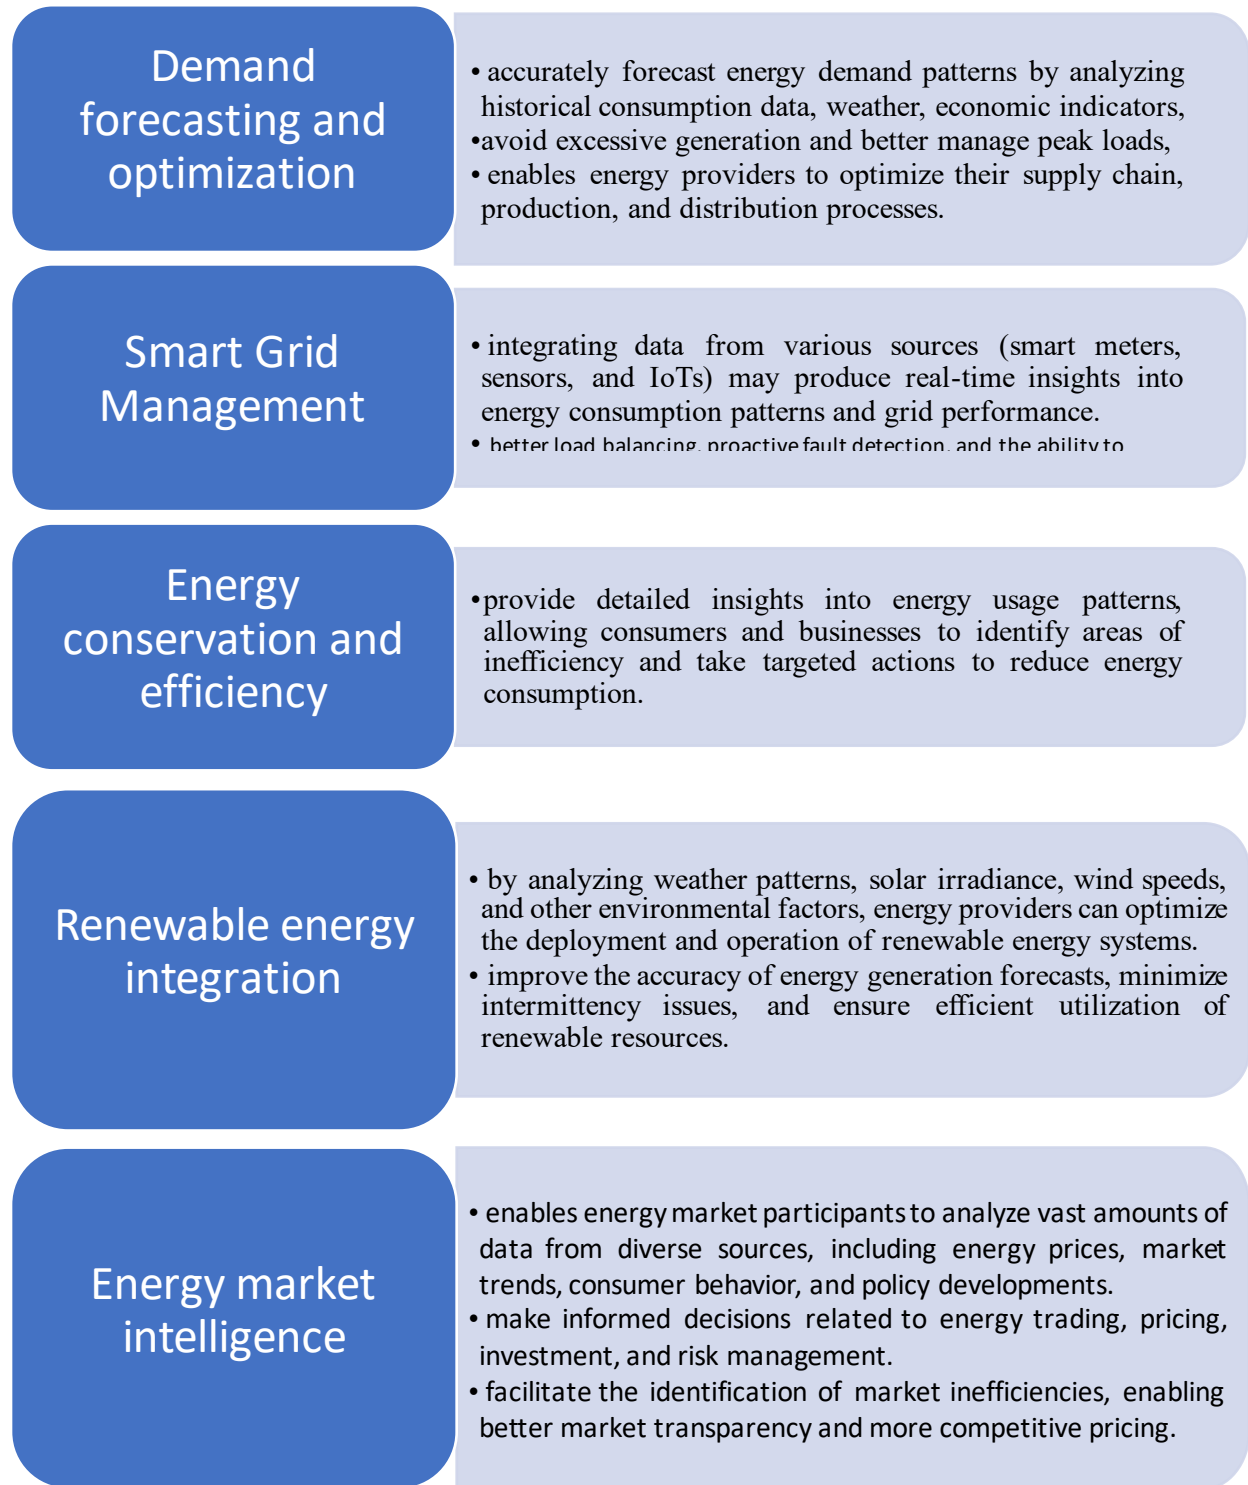 Demand
forecasting and
optimization
• accurately forecast energy demand patterns by analyzing
historical consumption data, weather, economic indicators,
•avoid excessive generation and better manage peak loads,
• enables energy providers to optimize their supply chain,
production, and distribution processes.
Smart Grid
Management
• integrating data from various sources (smart meters,
sensors, and IoTs) may produce real-time insights into
energy consumption patterns and grid performance.
• better load balancing, proactive fault detection, and the ability to
Energy
conservation and
efficiency
•provide detailed insights into energy usage patterns,
allowing consumers and businesses to identify areas of
inefficiency and take targeted actions to reduce energy
consumption.
Renewable energy
integration
• by analyzing weather patterns, solar irradiance, wind speeds,
and other environmental factors, energy providers can optimize
the deployment and operation of renewable energy systems.
• improve the accuracy of energy generation forecasts, minimize
intermittency issues, and ensure efficient utilization of
renewable resources.
Energy market
intelligence
• enables energy market participants to analyze vast amounts of
data from diverse sources, including energy prices, market
trends, consumer behavior, and policy developments.
• make informed decisions related to energy trading, pricing,
investment, and risk management.
• facilitate the identification of market inefficiencies, enabling
better market transparency and more competitive pricing.